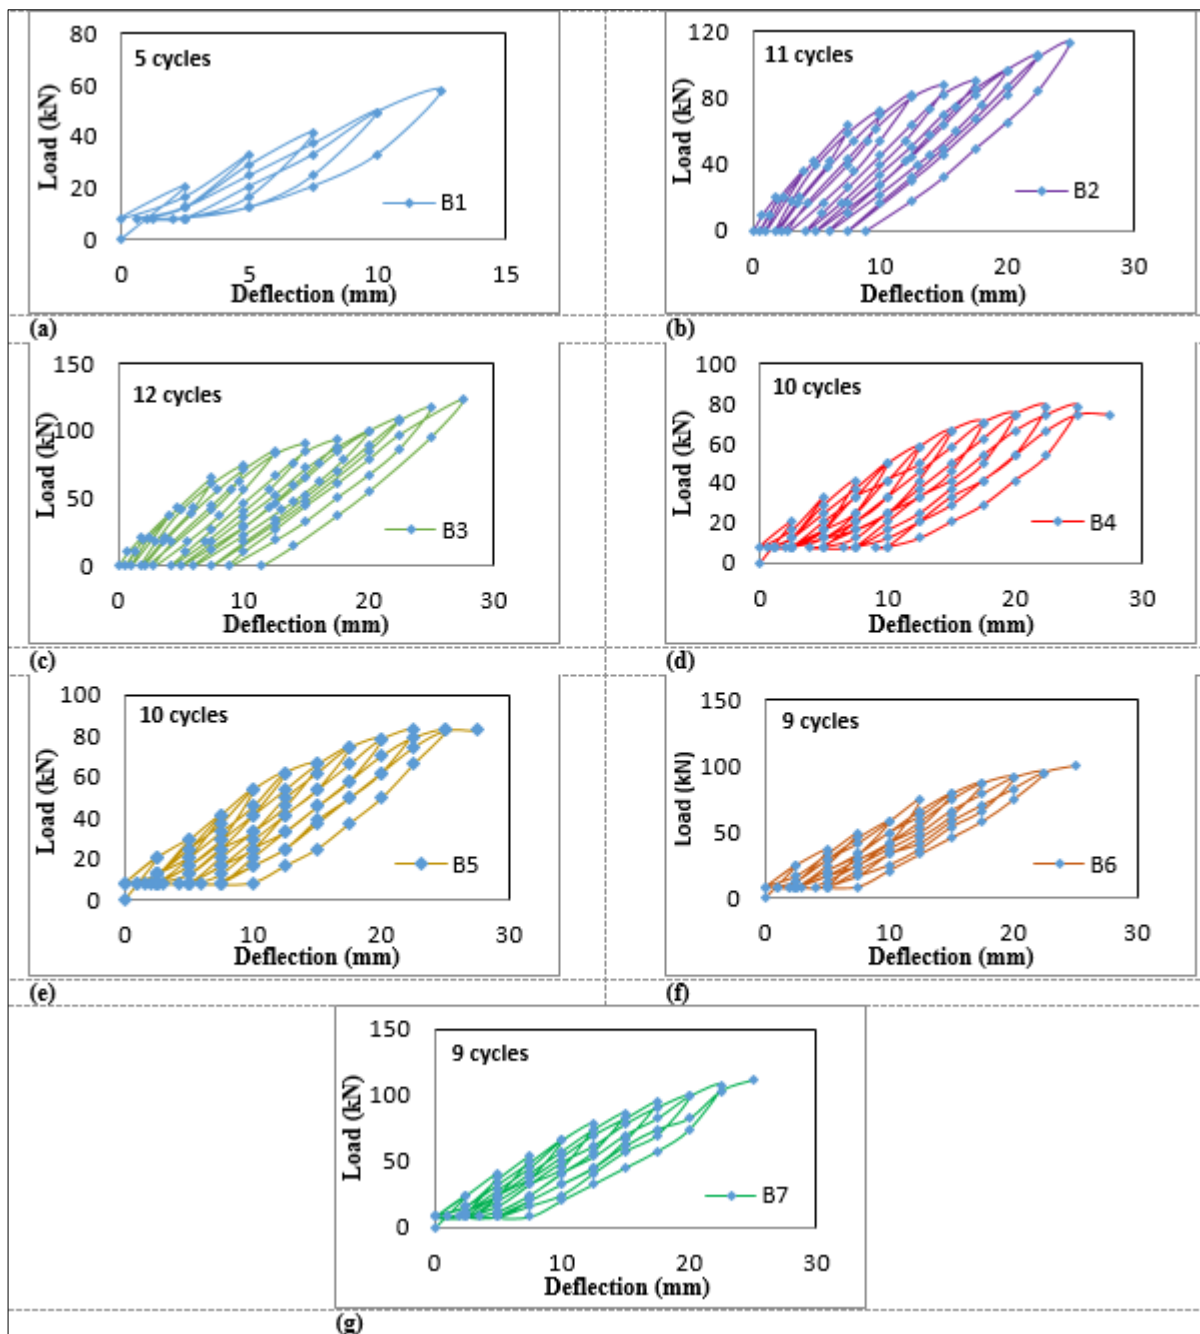 5 cycles
Load (kN)
80
60
40
20
0
B1
0 5 10 15
Deflection (mm)
(a)
11 cycles
Load (kN)
120
80
40
0
B2
0 10 20 30
Deflection (mm)
(b)
12 cycles
Load (kN)
150
100
50
0
B3
0 10 20 30
Deflection (mm)
(c)
10 cycles
Load (kN)
100
80
60
40
20
0
B4
0 10 20 30
Deflection (mm)
(d)
10 cycles
Load (kN)
100
80
60
40
20
0
B5
0 10 20 30
Deflection (mm)
(e)
9 cycles
Load (kN)
150
100
50
0
B6
0 10 20 30
Deflection (mm)
(f)
9 cycles
Load (kN)
150
100
50
0
B7
0 10 20 30
Deflection (mm)
(g)